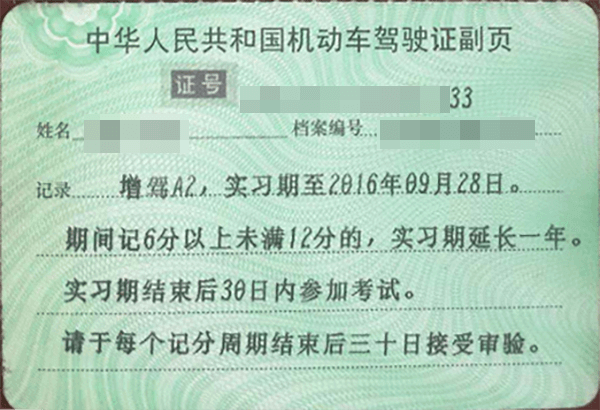 中华人民共和国机动车驾驶证副页
证号 33
姓名 档案编号
记录 增驾A2，实习期至2016年09月28日。
期间记6分以上未满12分的，实习期延长一年。
实习期结束后30日内参加考试。
请于每个记分周期结束后三十日接受审验。